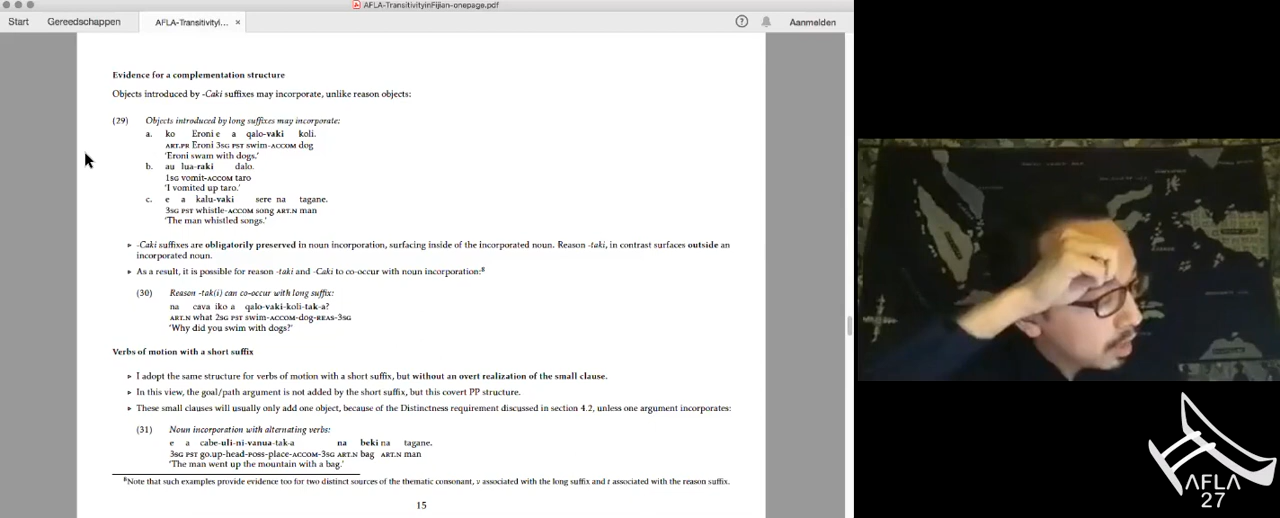 AFLA-TransitivityinFijian-onepage.pdf
Start Gereedschappen AFLA-TransitivityI... × Aanmelden
Evidence for a complementation structure
Objects introduced by -Caki suffixes may incorporate, unlike reason objects:
(29) Objects introduced by long suffixes may incorporate:
a. ko Eroni e a qalo-vaki koli.
ART.PR Eroni 3SG PST swim-ACCOM dog
'Eroni swam with dogs.'
b. au lua-raki dalo.
1SG vomit-ACCOM taro
'I vomited up taro.'
c. e a kalu-vaki sere na tagane.
3SG PST whistle-ACCOM song ART.N man
'The man whistled songs.'
▸ -Caki suffixes are obligatorily preserved in noun incorporation, surfacing inside of the incorporated noun. Reason -taki, in contrast surfaces outside an
incorporated noun.
▸ As a result, it is possible for reason -taki and -Caki to co-occur with noun incorporation:8
(30) Reason -tak(i) can co-occur with long suffix:
na cava iko a qalo-vaki-koli-tak-a?
ART.N what 2SG PST swim-ACCOM-dog-REAS-3SG
'Why did you swim with dogs?'
Verbs of motion with a short suffix
▸ I adopt the same structure for verbs of motion with a short suffix, but without an overt realization of the small clause.
▸ In this view, the goal/path argument is not added by the short suffix, but this covert PP structure.
▸ These small clauses will usually only add one object, because of the Distinctness requirement discussed in section 4.2, unless one argument incorporates:
(31) Noun incorporation with alternating verbs:
e a cabe-uli-ni-vanua-tak-a na beki na tagane.
3SG PST go.up-head-POSS-place-ACCOM-3SG ART.N bag ART.N man
'The man went up the mountain with a bag.'
8Note that such examples provide evidence too for two distinct sources of the thematic consonant, v associated with the long suffix and t associated with the reason suffix.
15
AFLA
27